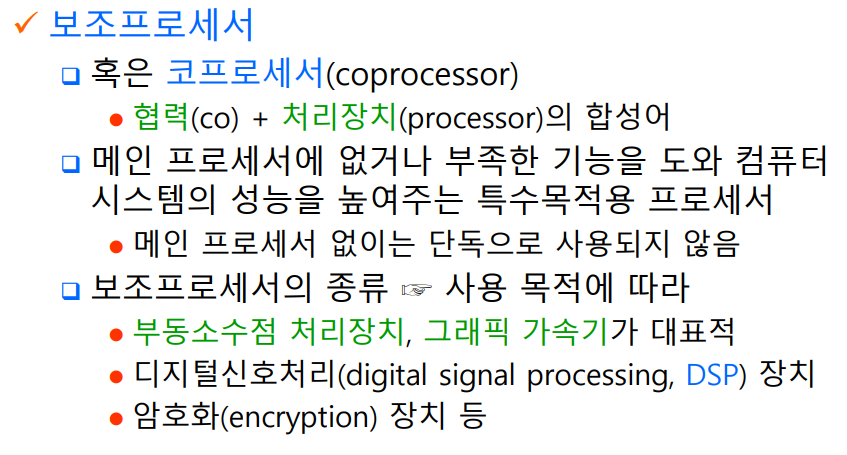 ✓ 보조프로세서
❑ 혹은 코프로세서(coprocessor)
● 협력(co) + 처리장치(processor)의 합성어
❑ 메인 프로세서에 없거나 부족한 기능을 도와 컴퓨터
시스템의 성능을 높여주는 특수목적용 프로세서
● 메인 프로세서 없이는 단독으로 사용되지 않음
❑ 보조프로세서의 종류 ☞ 사용 목적에 따라
● 부동소수점 처리장치, 그래픽 가속기가 대표적
● 디지털신호처리(digital signal processing, DSP) 장치
● 암호화(encryption) 장치 등